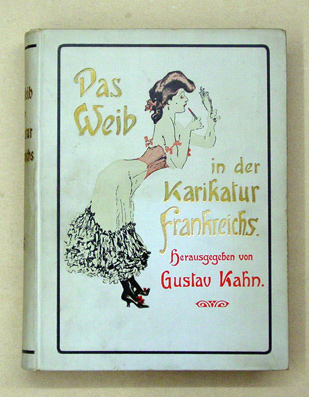 Das
Weib
in der
Karikatur
Frankreichs.
Herausgegeben von
Gustav Kahn.